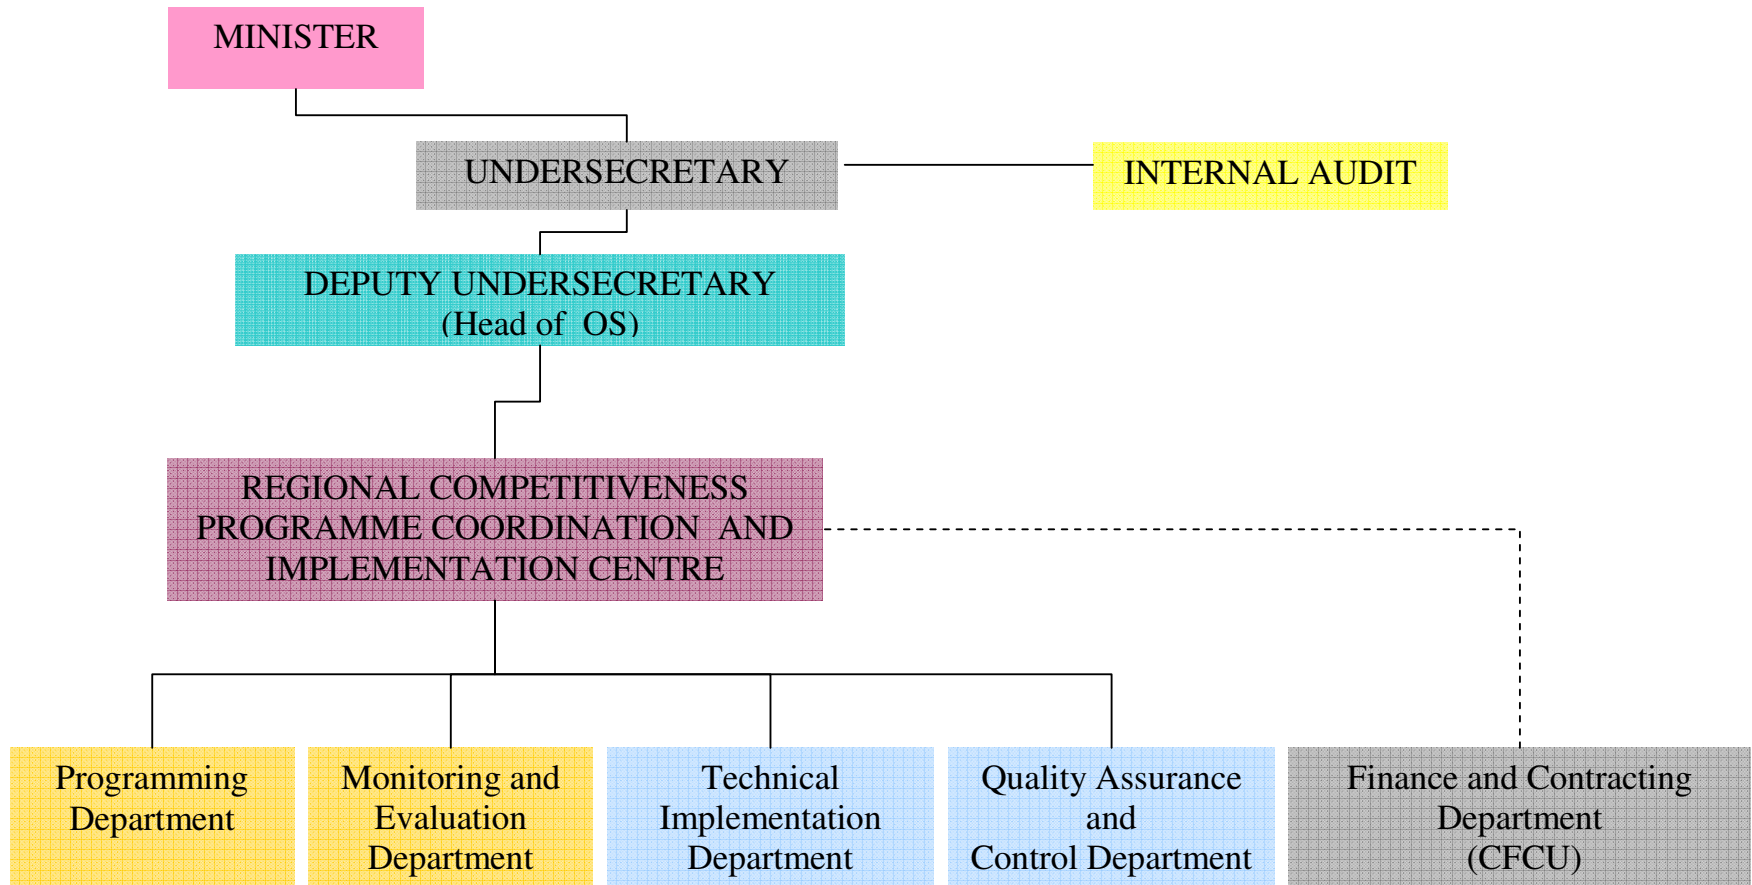 MINISTER
UNDERSECRETARY
INTERNAL AUDIT
DEPUTY UNDERSECRETARY
(Head of OS)
REGIONAL COMPETITIVENESS
PROGRAMME COORDINATION AND
IMPLEMENTATION CENTRE
Programming
Department
Monitoring and
Evaluation
Department
Technical
Implementation
Department
Quality Assurance
and
Control Department
Finance and Contracting
Department
(CFCU)